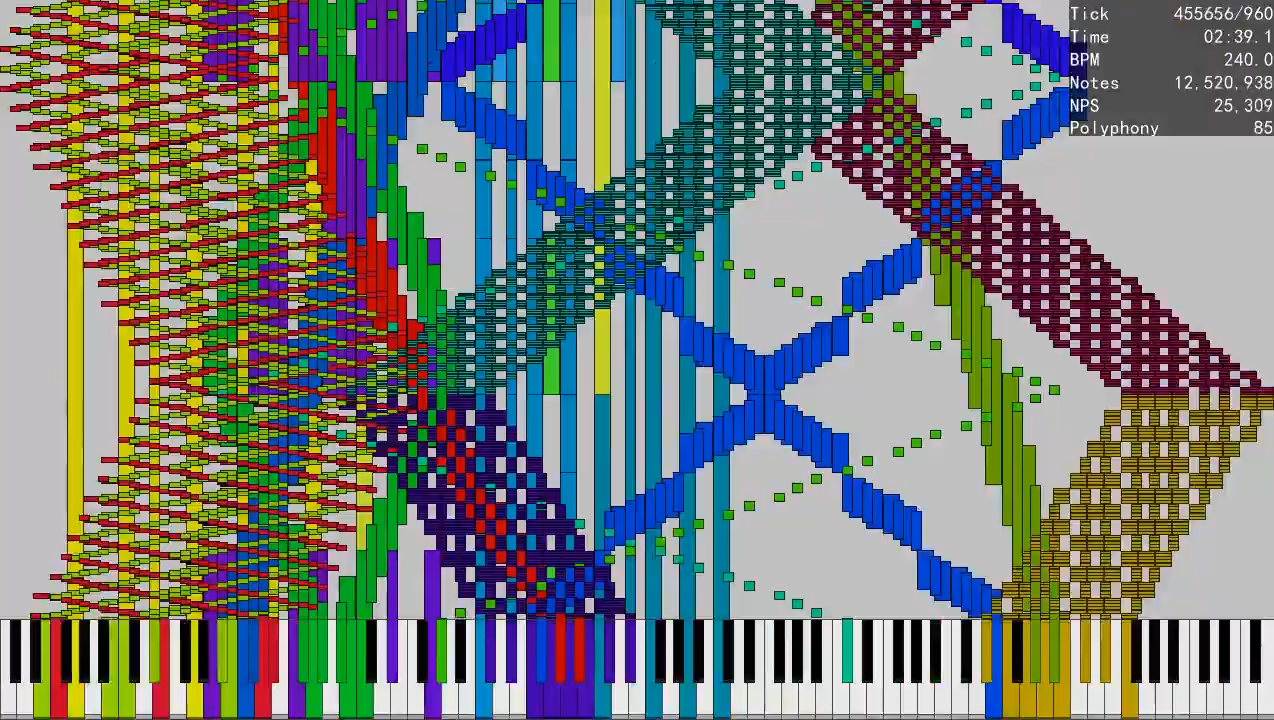 Tick 455656/960
Time 02:39.1
BPM 240.0
Notes 12,520,938
NPS 25,309
Polyphony 85